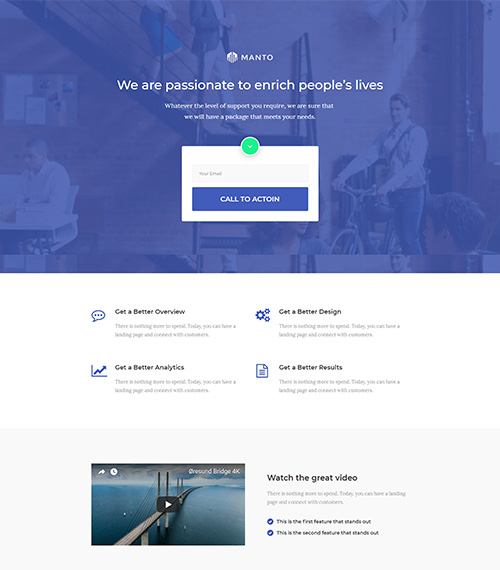 MANTO
We are passionate to enrich people's lives
Whatever the level of support you require, we are sure that
we will have a package that meets your needs.
Your Email
CALL TO ACTOIN
Get a Better Overview
There is nothing more to spend. Today, you can have a
landing page and connect with customers.
Get a Better Design
There is nothing more to spend. Today, you can have a
landing page and connect with customers.
Get a Better Analytics
There is nothing more to spend. Today, you can have a
landing page and connect with customers.
Get a Better Results
There is nothing more to spend. Today, you can have a
landing page and connect with customers.
Øresund Bridge 4K
Watch the great video
There is nothing more to spend. Today, you can have a landing
page and connect with customers.
This is the first feature that stands out
This is the second feature that stands out